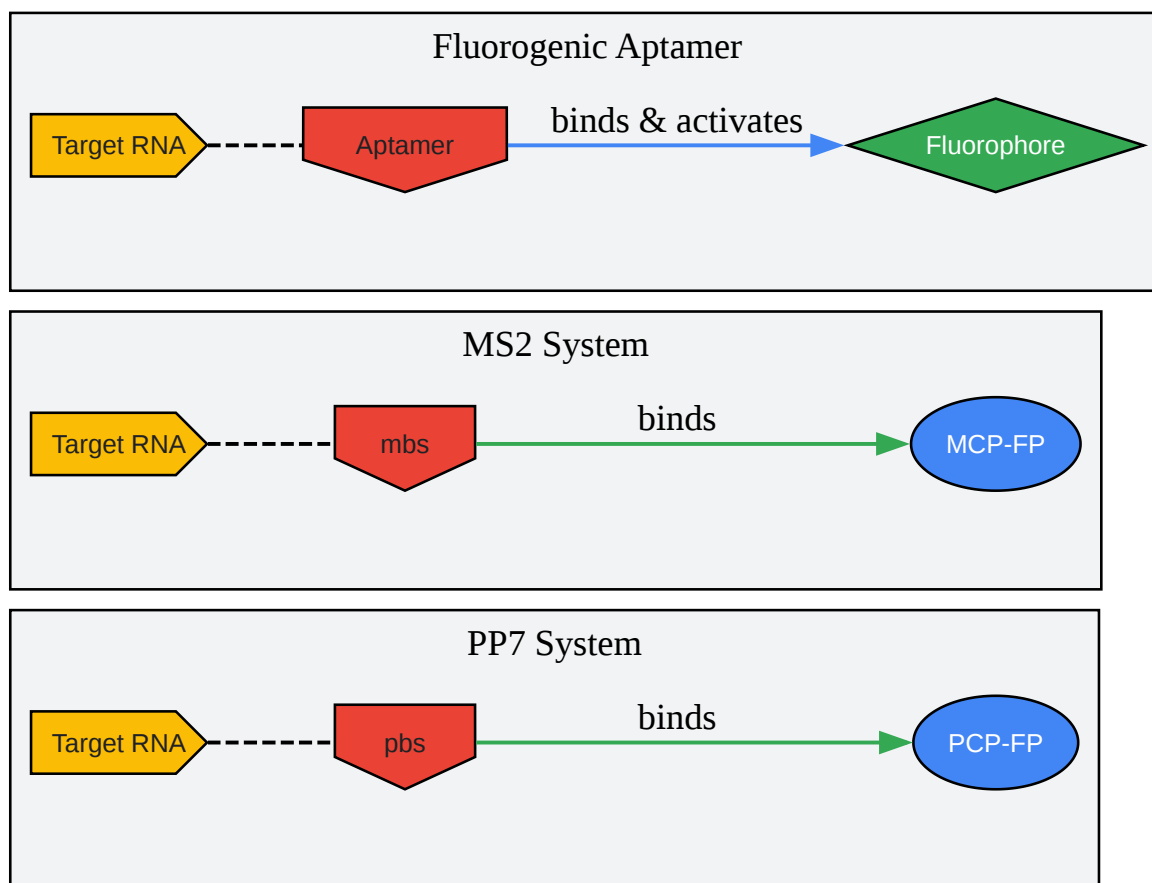 Fluorogenic Aptamer
Target RNA
Aptamer
binds & activates
Fluorophore
MS2 System
Target RNA
mbs
binds
MCP-FP
PP7 System
Target RNA
pbs
binds
PCP-FP